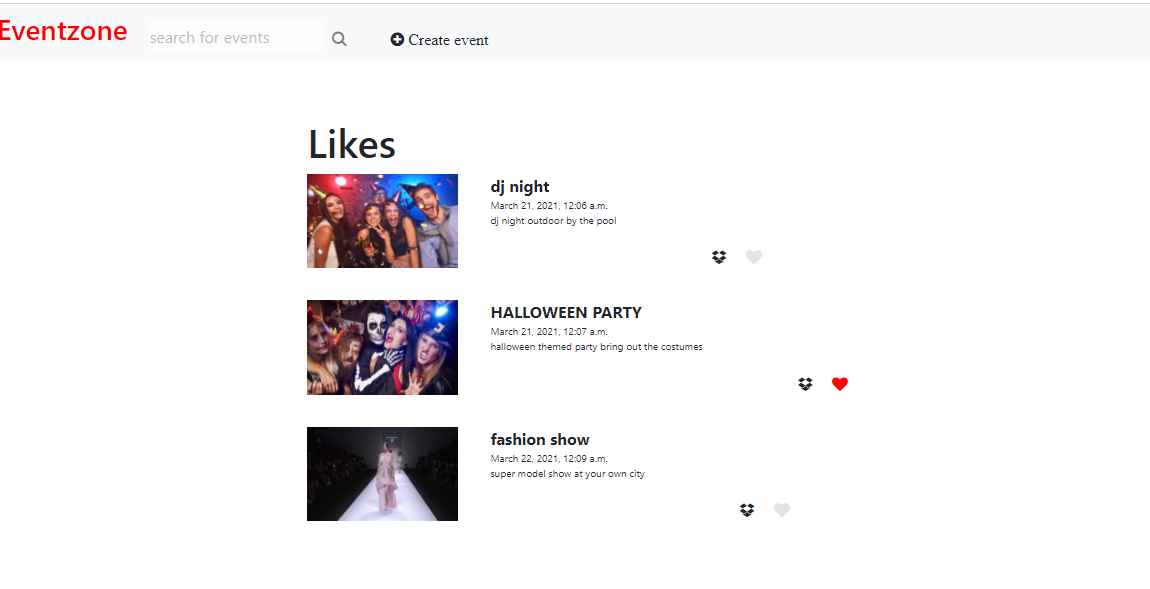 Eventzone
search for events
Create event
Likes
dj night
March 21, 2021, 12:06 a.m.
dj night outdoor by the pool
HALLOWEEN PARTY
March 21, 2021, 12:07 a.m.
halloween themed party bring out the costumes
fashion show
March 22, 2021, 12:09 a.m.
super model show at your own city